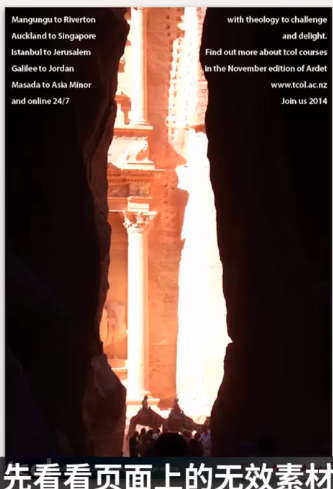 Mangungu to Riverton
Auckland to Singapore
Istanbul to Jerusalem
Galilee to Jordan
Masada to Asia Minor
and online 24/7
with theology to challenge
and delight.
Find out more about tcol courses
in the November edition of Ardet
www.tcol.ac.nz
Join us 2014
先看看页面上的无效素材